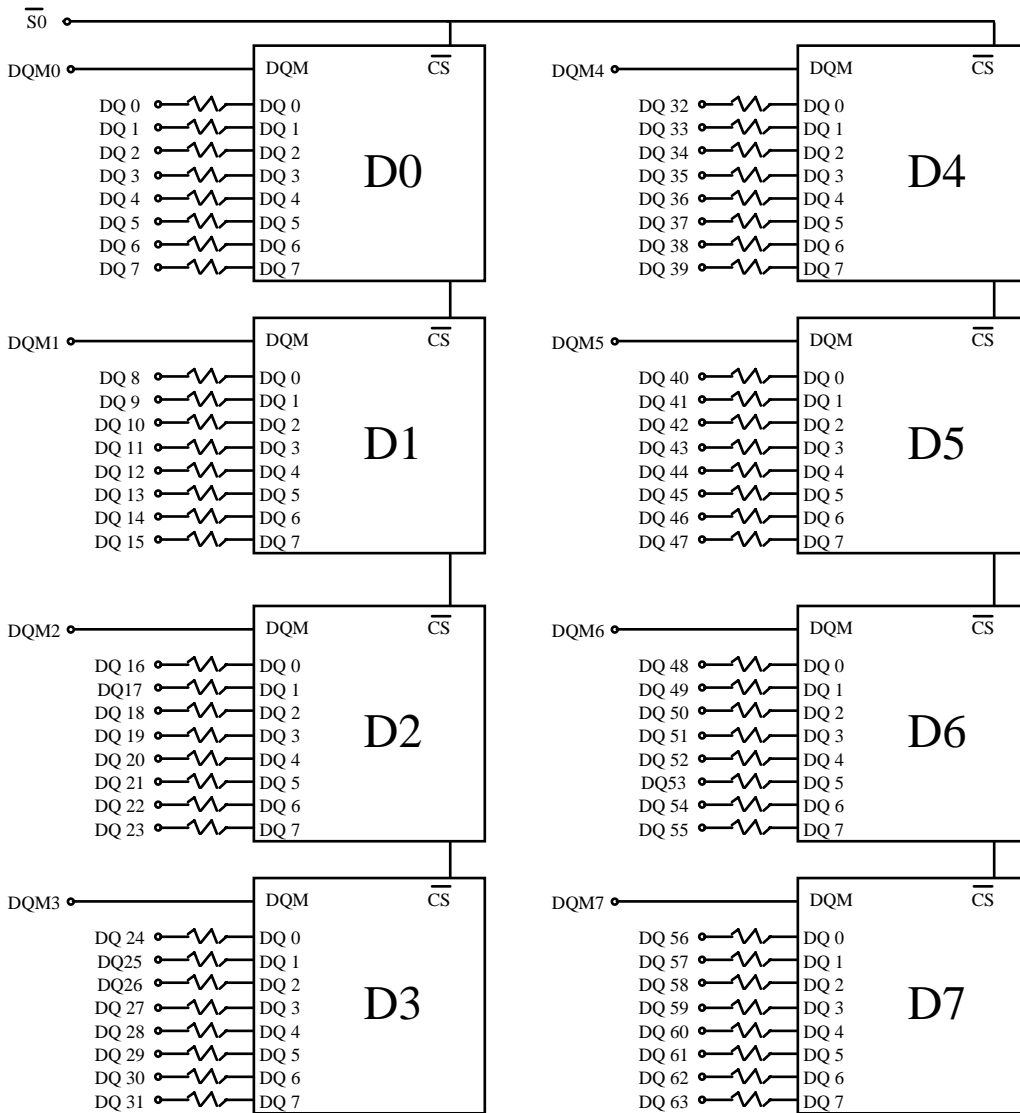 S0
DQM0 DQM CS
DQ 0 DQ 0
DQ 1 DQ 1
DQ 2 DQ 2
DQ 3 DQ 3
DQ 4 DQ 4
DQ 5 DQ 5
DQ 6 DQ 6
DQ 7 DQ 7
D0
DQM1 DQM CS
DQ 8 DQ 0
DQ 9 DQ 1
DQ 10 DQ 2
DQ 11 DQ 3
DQ 12 DQ 4
DQ 13 DQ 5
DQ 14 DQ 6
DQ 15 DQ 7
D1
DQM2 DQM CS
DQ 16 DQ 0
DQ17 DQ 1
DQ 18 DQ 2
DQ 19 DQ 3
DQ 20 DQ 4
DQ 21 DQ 5
DQ 22 DQ 6
DQ 23 DQ 7
D2
DQM3 DQM CS
DQ 24 DQ 0
DQ25 DQ 1
DQ26 DQ 2
DQ 27 DQ 3
DQ 28 DQ 4
DQ 29 DQ 5
DQ 30 DQ 6
DQ 31 DQ 7
D3
DQM4 DQM CS
DQ 32 DQ 0
DQ 33 DQ 1
DQ 34 DQ 2
DQ 35 DQ 3
DQ 36 DQ 4
DQ 37 DQ 5
DQ 38 DQ 6
DQ 39 DQ 7
D4
DQM5 DQM CS
DQ 40 DQ 0
DQ 41 DQ 1
DQ 42 DQ 2
DQ 43 DQ 3
DQ 44 DQ 4
DQ 45 DQ 5
DQ 46 DQ 6
DQ 47 DQ 7
D5
DQM6 DQM CS
DQ 48 DQ 0
DQ 49 DQ 1
DQ 50 DQ 2
DQ 51 DQ 3
DQ 52 DQ 4
DQ53 DQ 5
DQ 54 DQ 6
DQ 55 DQ 7
D6
DQM7 DQM CS
DQ 56 DQ 0
DQ 57 DQ 1
DQ 58 DQ 2
DQ 59 DQ 3
DQ 60 DQ 4
DQ 61 DQ 5
DQ 62 DQ 6
DQ 63 DQ 7
D7